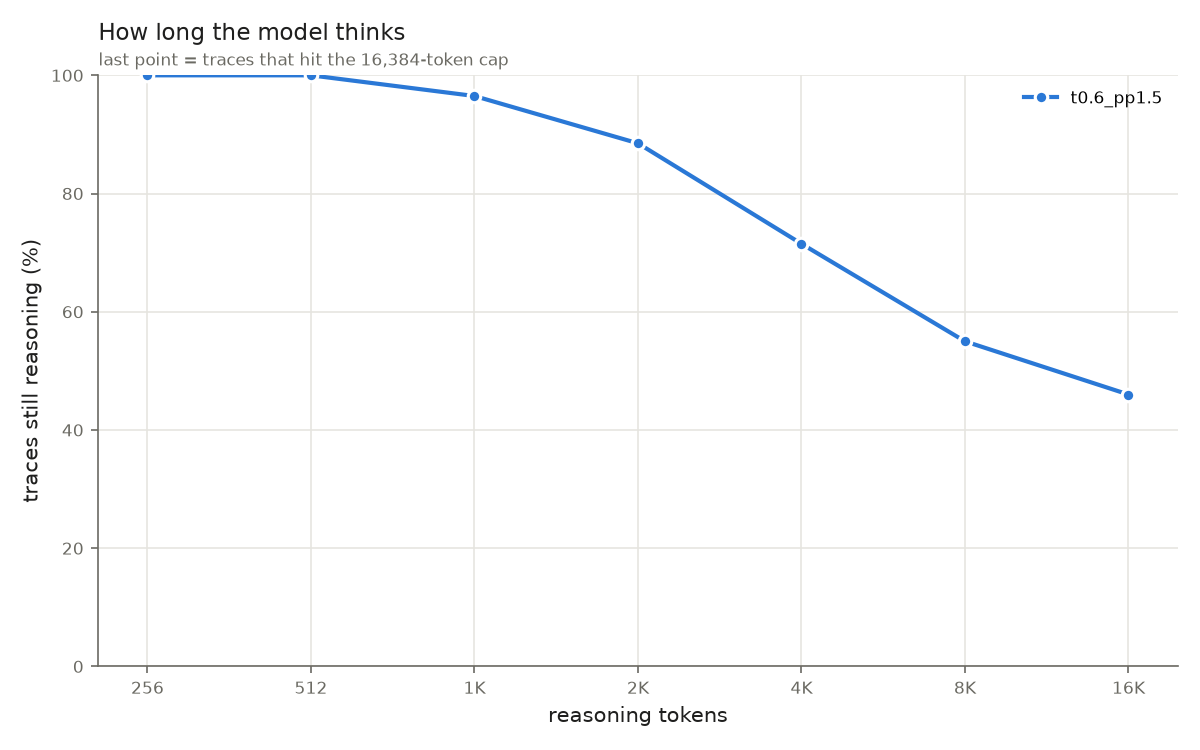 How long the model thinks
last point = traces that hit the 16,384-token cap
t0.6_pp1.5
traces still reasoning (%)
100
80
60
40
20
0
256
512
1K
2K
4K
8K
16K
reasoning tokens